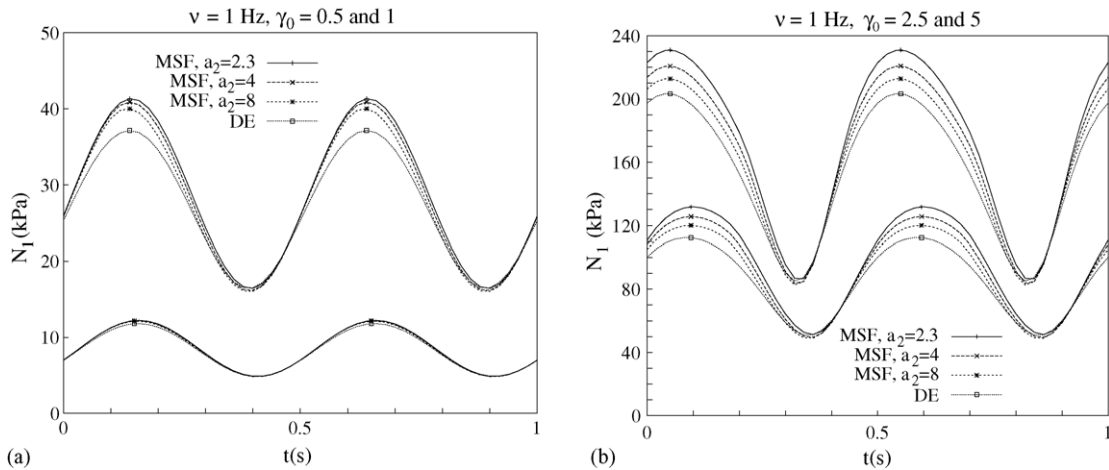 ν = 1 Hz, γ0 = 0.5 and 1
50
40
30
20
10
0
N1 (kPa)
MSF, a2=2.3
MSF, a2=4
MSF, a2=8
DE
0
0.5
1
t(s)
(a)
ν = 1 Hz, γ0 = 2.5 and 5
240
200
160
120
80
40
0
N1 (kPa)
MSF, a2=2.3
MSF, a2=4
MSF, a2=8
DE
0
0.5
1
t(s)
(b)